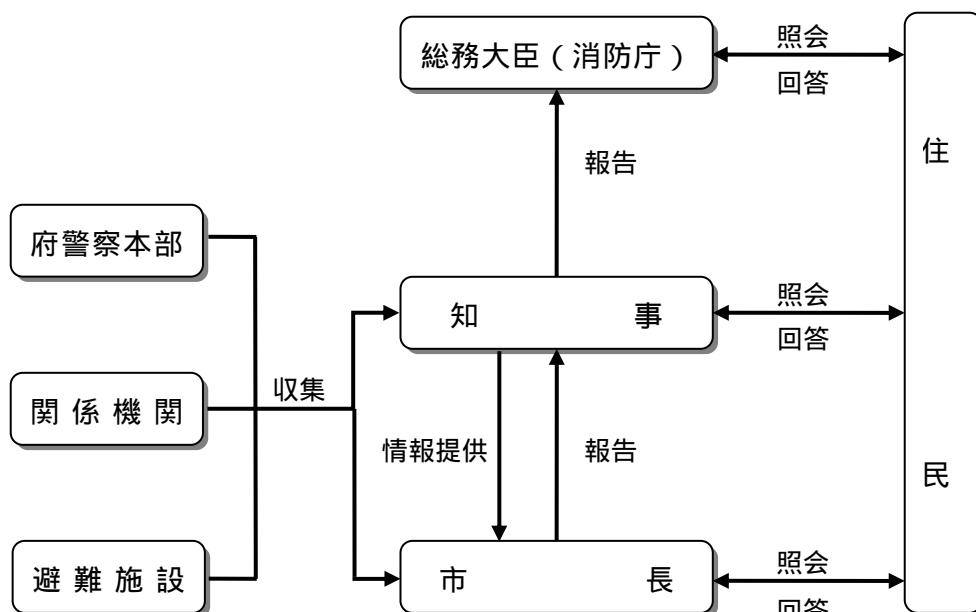 総務大臣（消防庁）
照会
回答
住民
報告
府警察本部
知事
照会
回答
関係機関
収集
情報提供
報告
避難施設
市長
照会
回答